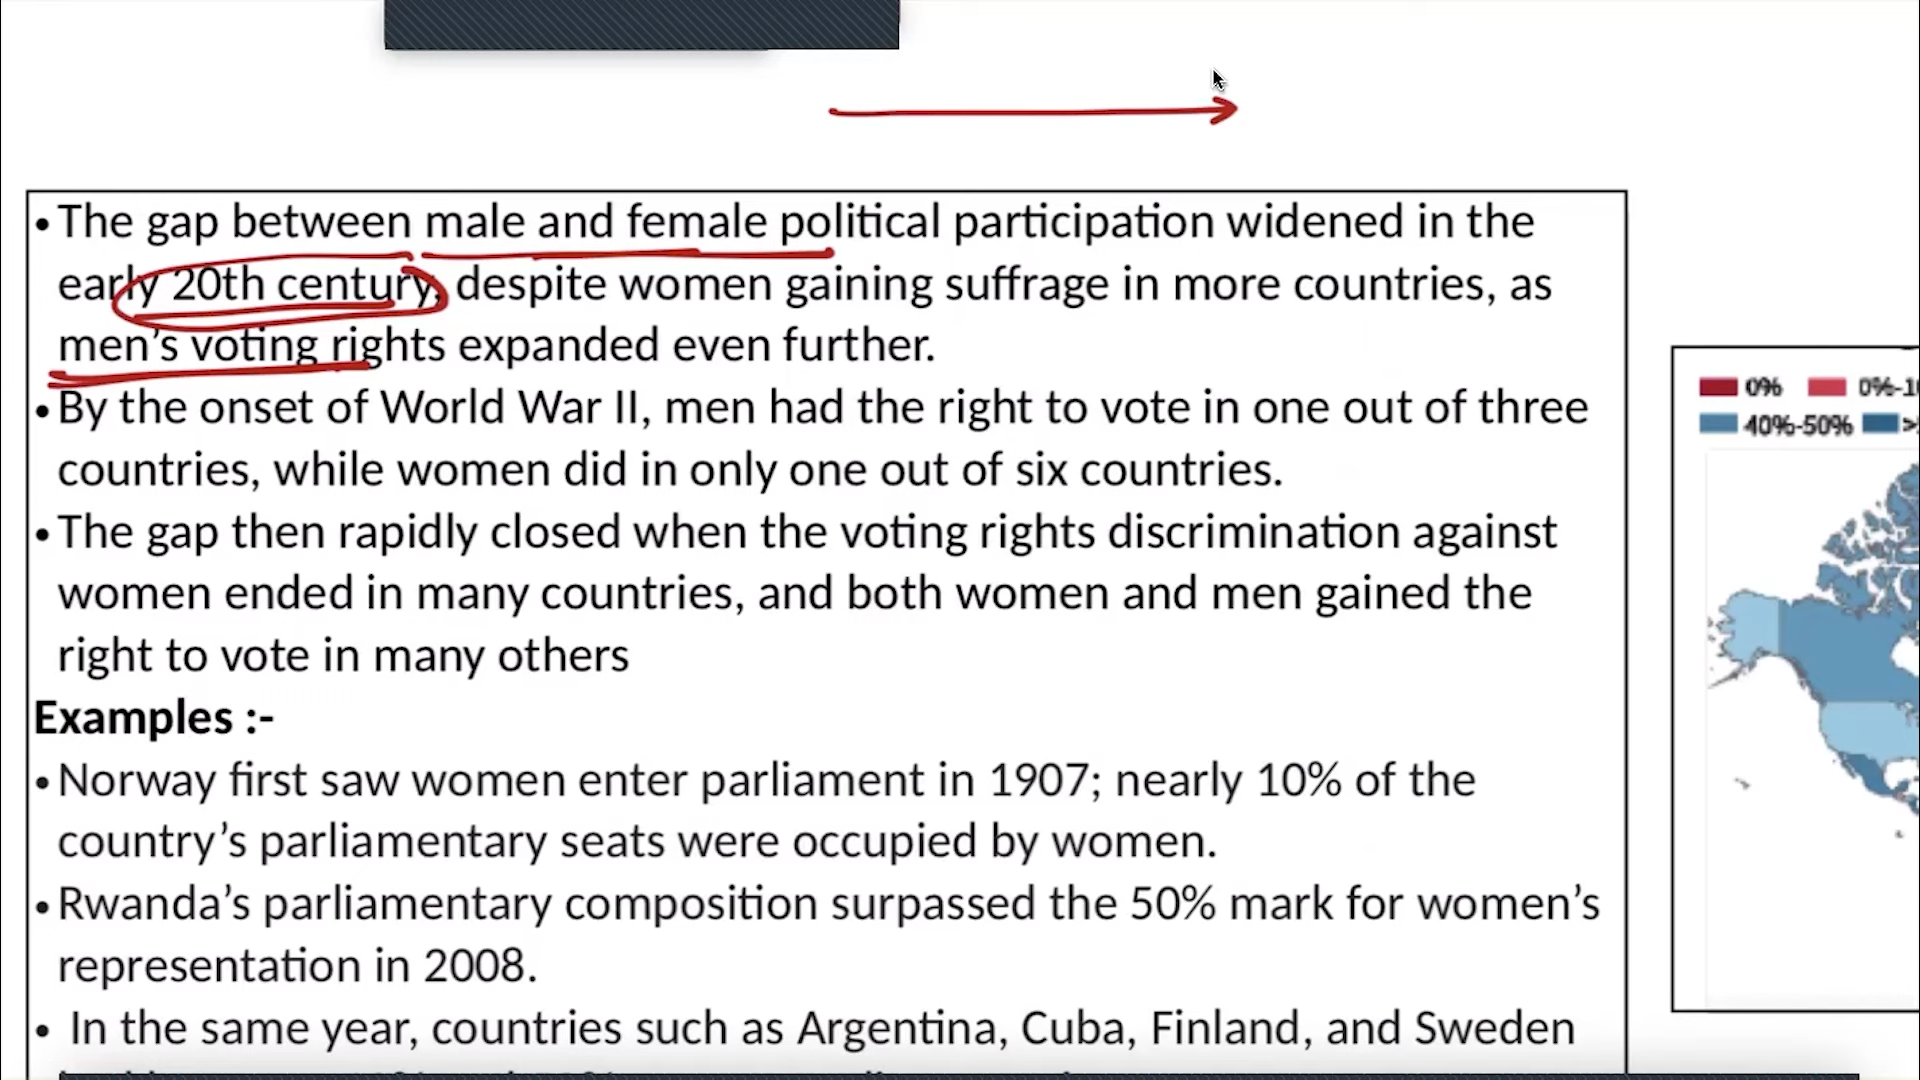 • The gap between male and female political participation widened in the
early 20th century, despite women gaining suffrage in more countries, as
men’s voting rights expanded even further.
• By the onset of World War II, men had the right to vote in one out of three
countries, while women did in only one out of six countries.
• The gap then rapidly closed when the voting rights discrimination against
women ended in many countries, and both women and men gained the
right to vote in many others
Examples :-
• Norway first saw women enter parliament in 1907; nearly 10% of the
country’s parliamentary seats were occupied by women.
• Rwanda’s parliamentary composition surpassed the 50% mark for women’s
representation in 2008.
• In the same year, countries such as Argentina, Cuba, Finland, and Sweden
0% 0%-1
40%-50% >